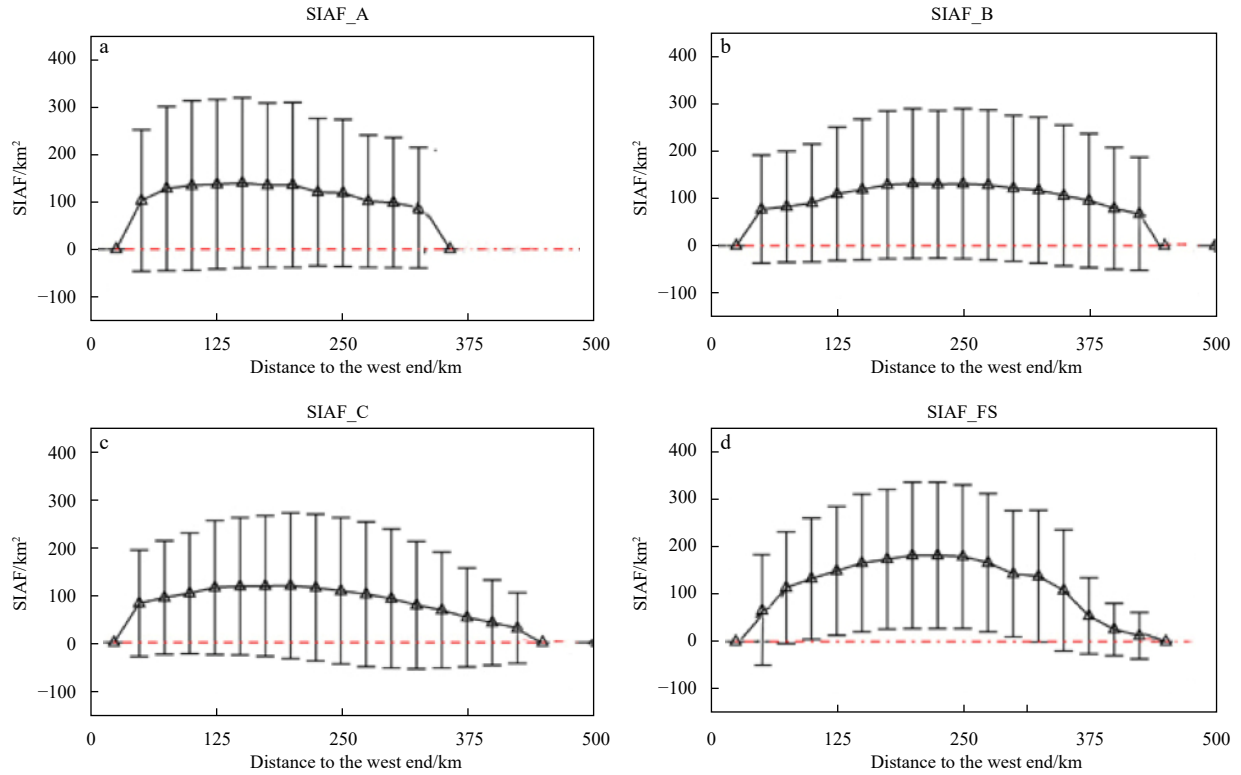 SIAF_A
a
SIAF/km²
400
300
200
100
0
−100
0 125 250 375 500
Distance to the west end/km
SIAF_B
b
SIAF/km²
400
300
200
100
0
−100
0 125 250 375 500
Distance to the west end/km
SIAF_C
c
SIAF/km²
400
300
200
100
0
−100
0 125 250 375 500
Distance to the west end/km
SIAF_FS
d
SIAF/km²
400
300
200
100
0
−100
0 125 250 375 500
Distance to the west end/km